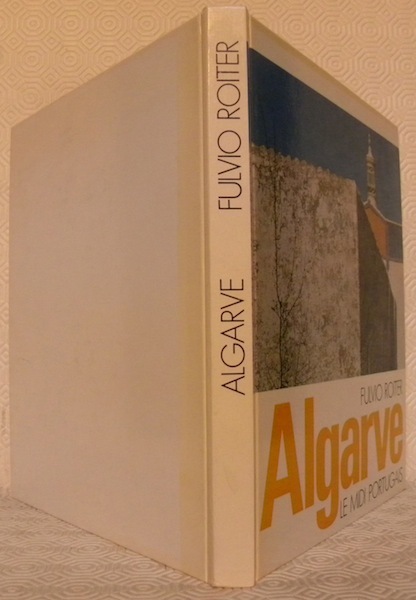 ALGARVE FULVIO ROITER
FULVIO ROITER
Algarve
LE MIDI PORTUGAIS